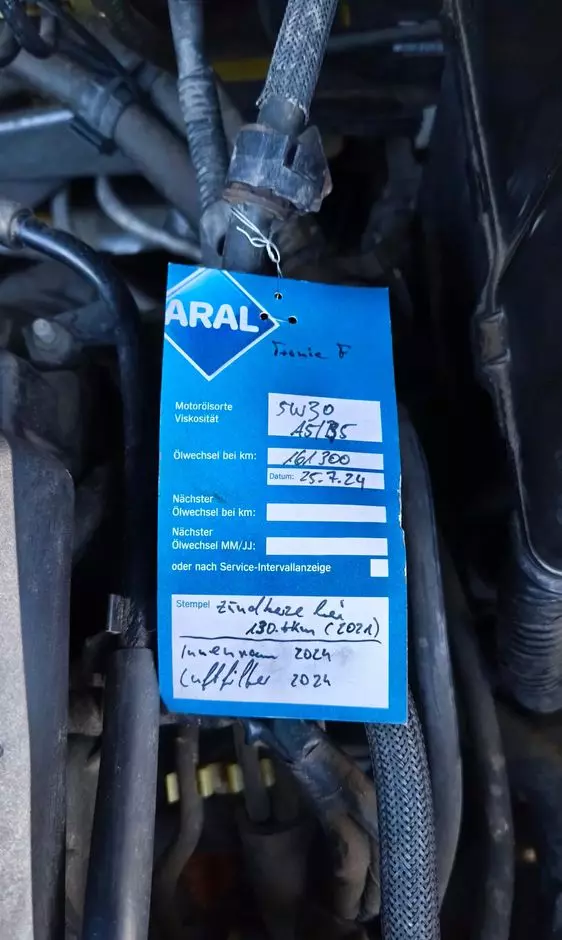 ARAL
Tronic F
Motorölsorte
Viskosität
5W30
A5/B5
Ölwechsel bei km:
161300
Datum: 25.7.24
Nächster
Ölwechsel bei km:
Nächster
Ölwechsel MM/JJ:
oder nach Service-Intervallanzeige
Stempel Zündkerze bei
130.tkm (2021)
Innenraum 2024
Luftfilter 2024